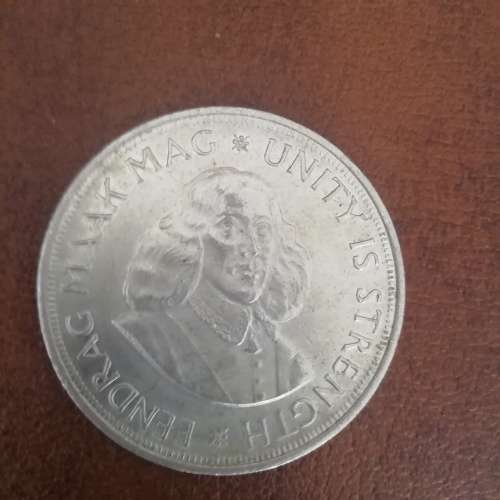 EENDRAG MAAK MAG * UNITY IS STRENGTH *